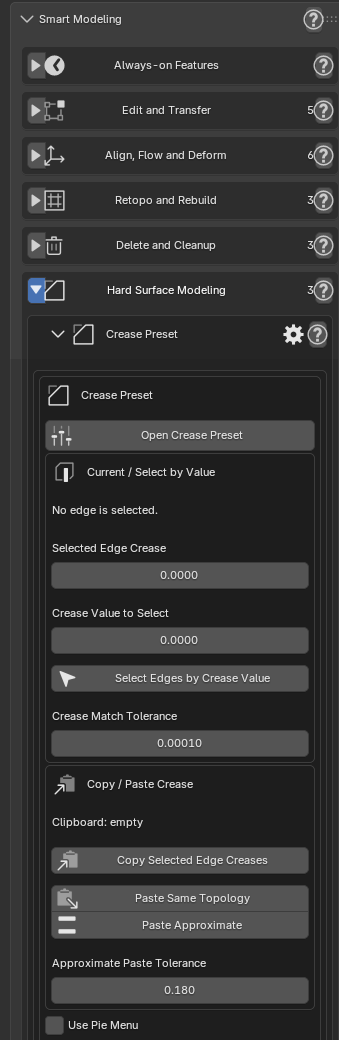 Smart Modeling
Always-on Features
Edit and Transfer 5
Align, Flow and Deform 6
Retopo and Rebuild 3
Delete and Cleanup 3
Hard Surface Modeling 3
Crease Preset
Crease Preset
Open Crease Preset
Current / Select by Value
No edge is selected.
Selected Edge Crease
0.0000
Crease Value to Select
0.0000
Select Edges by Crease Value
Crease Match Tolerance
0.00010
Copy / Paste Crease
Clipboard: empty
Copy Selected Edge Creases
Paste Same Topology
Paste Approximate
Approximate Paste Tolerance
0.180
Use Pie Menu